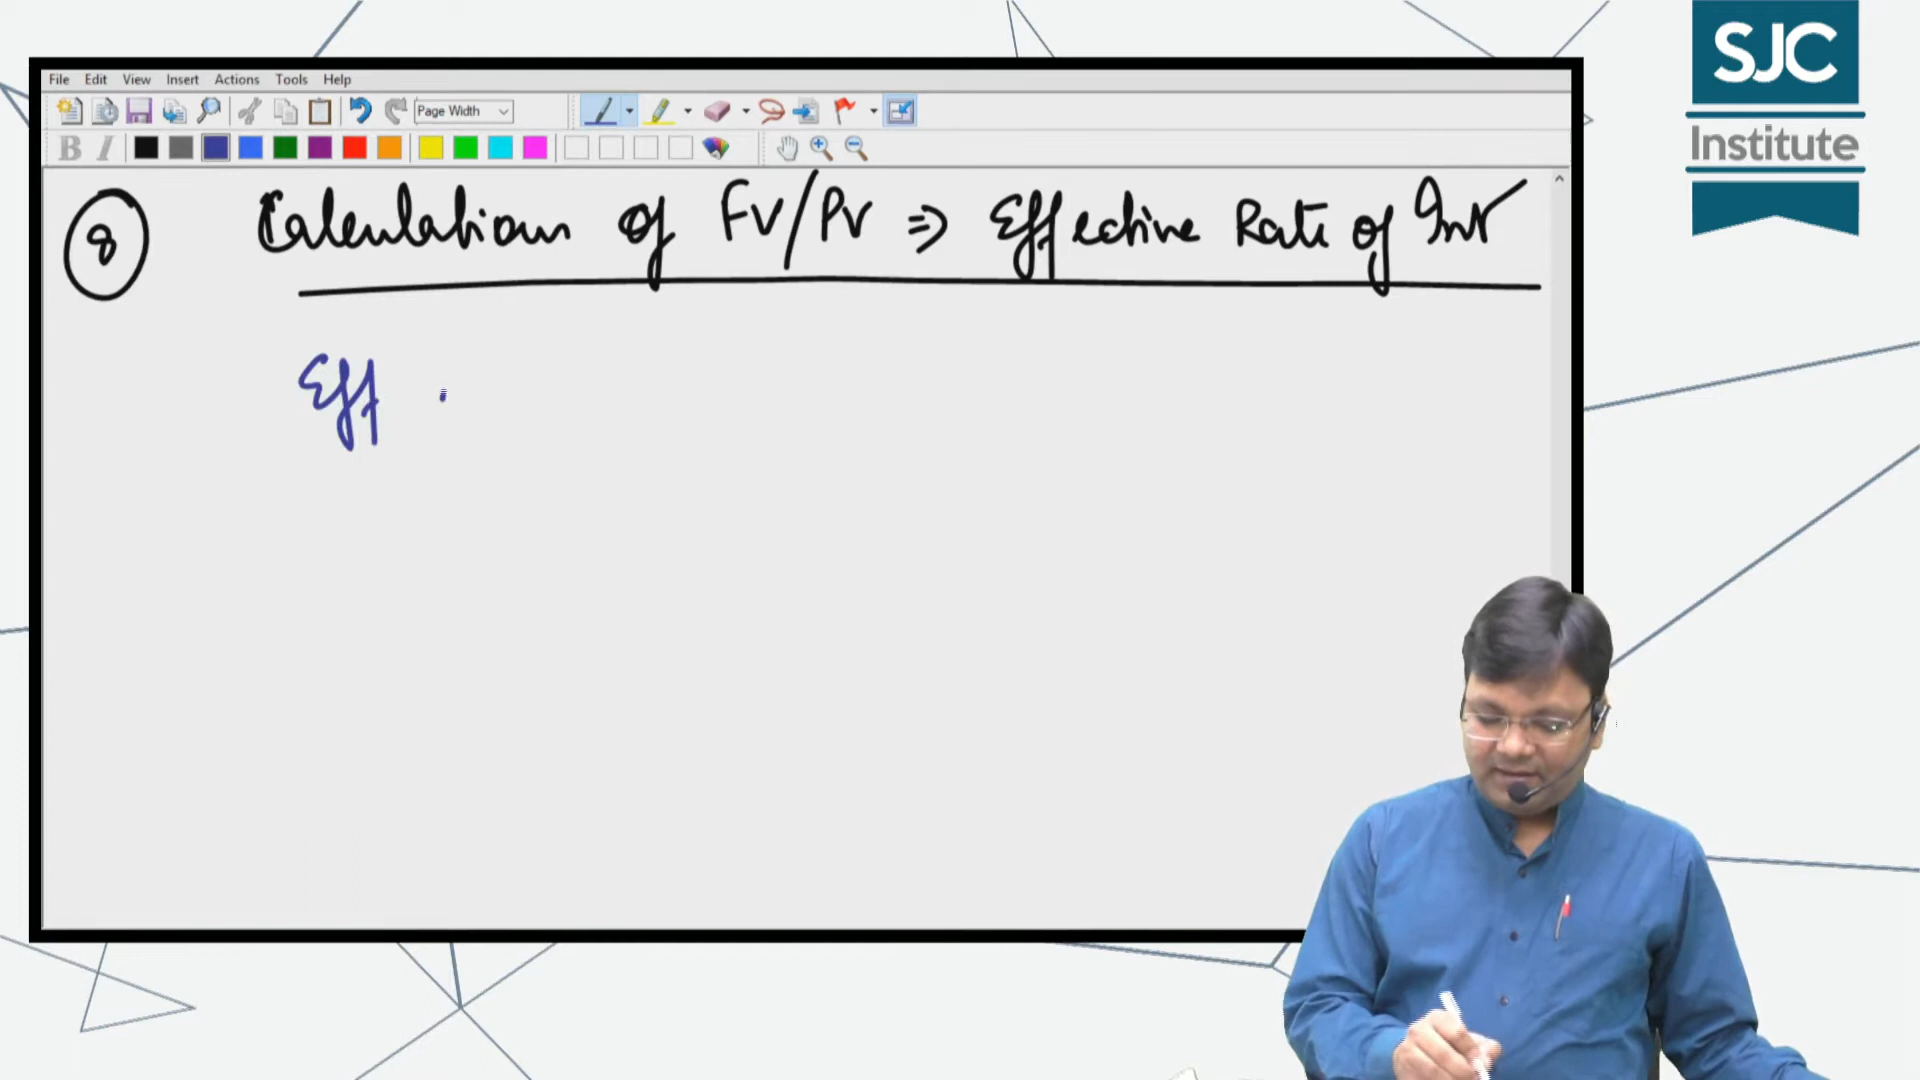 SJC
Institute
File Edit View Insert Actions Tools Help
Page Width
B I
8 Calculation of FV/PV ⇒ Effective Rate of Int
Eff